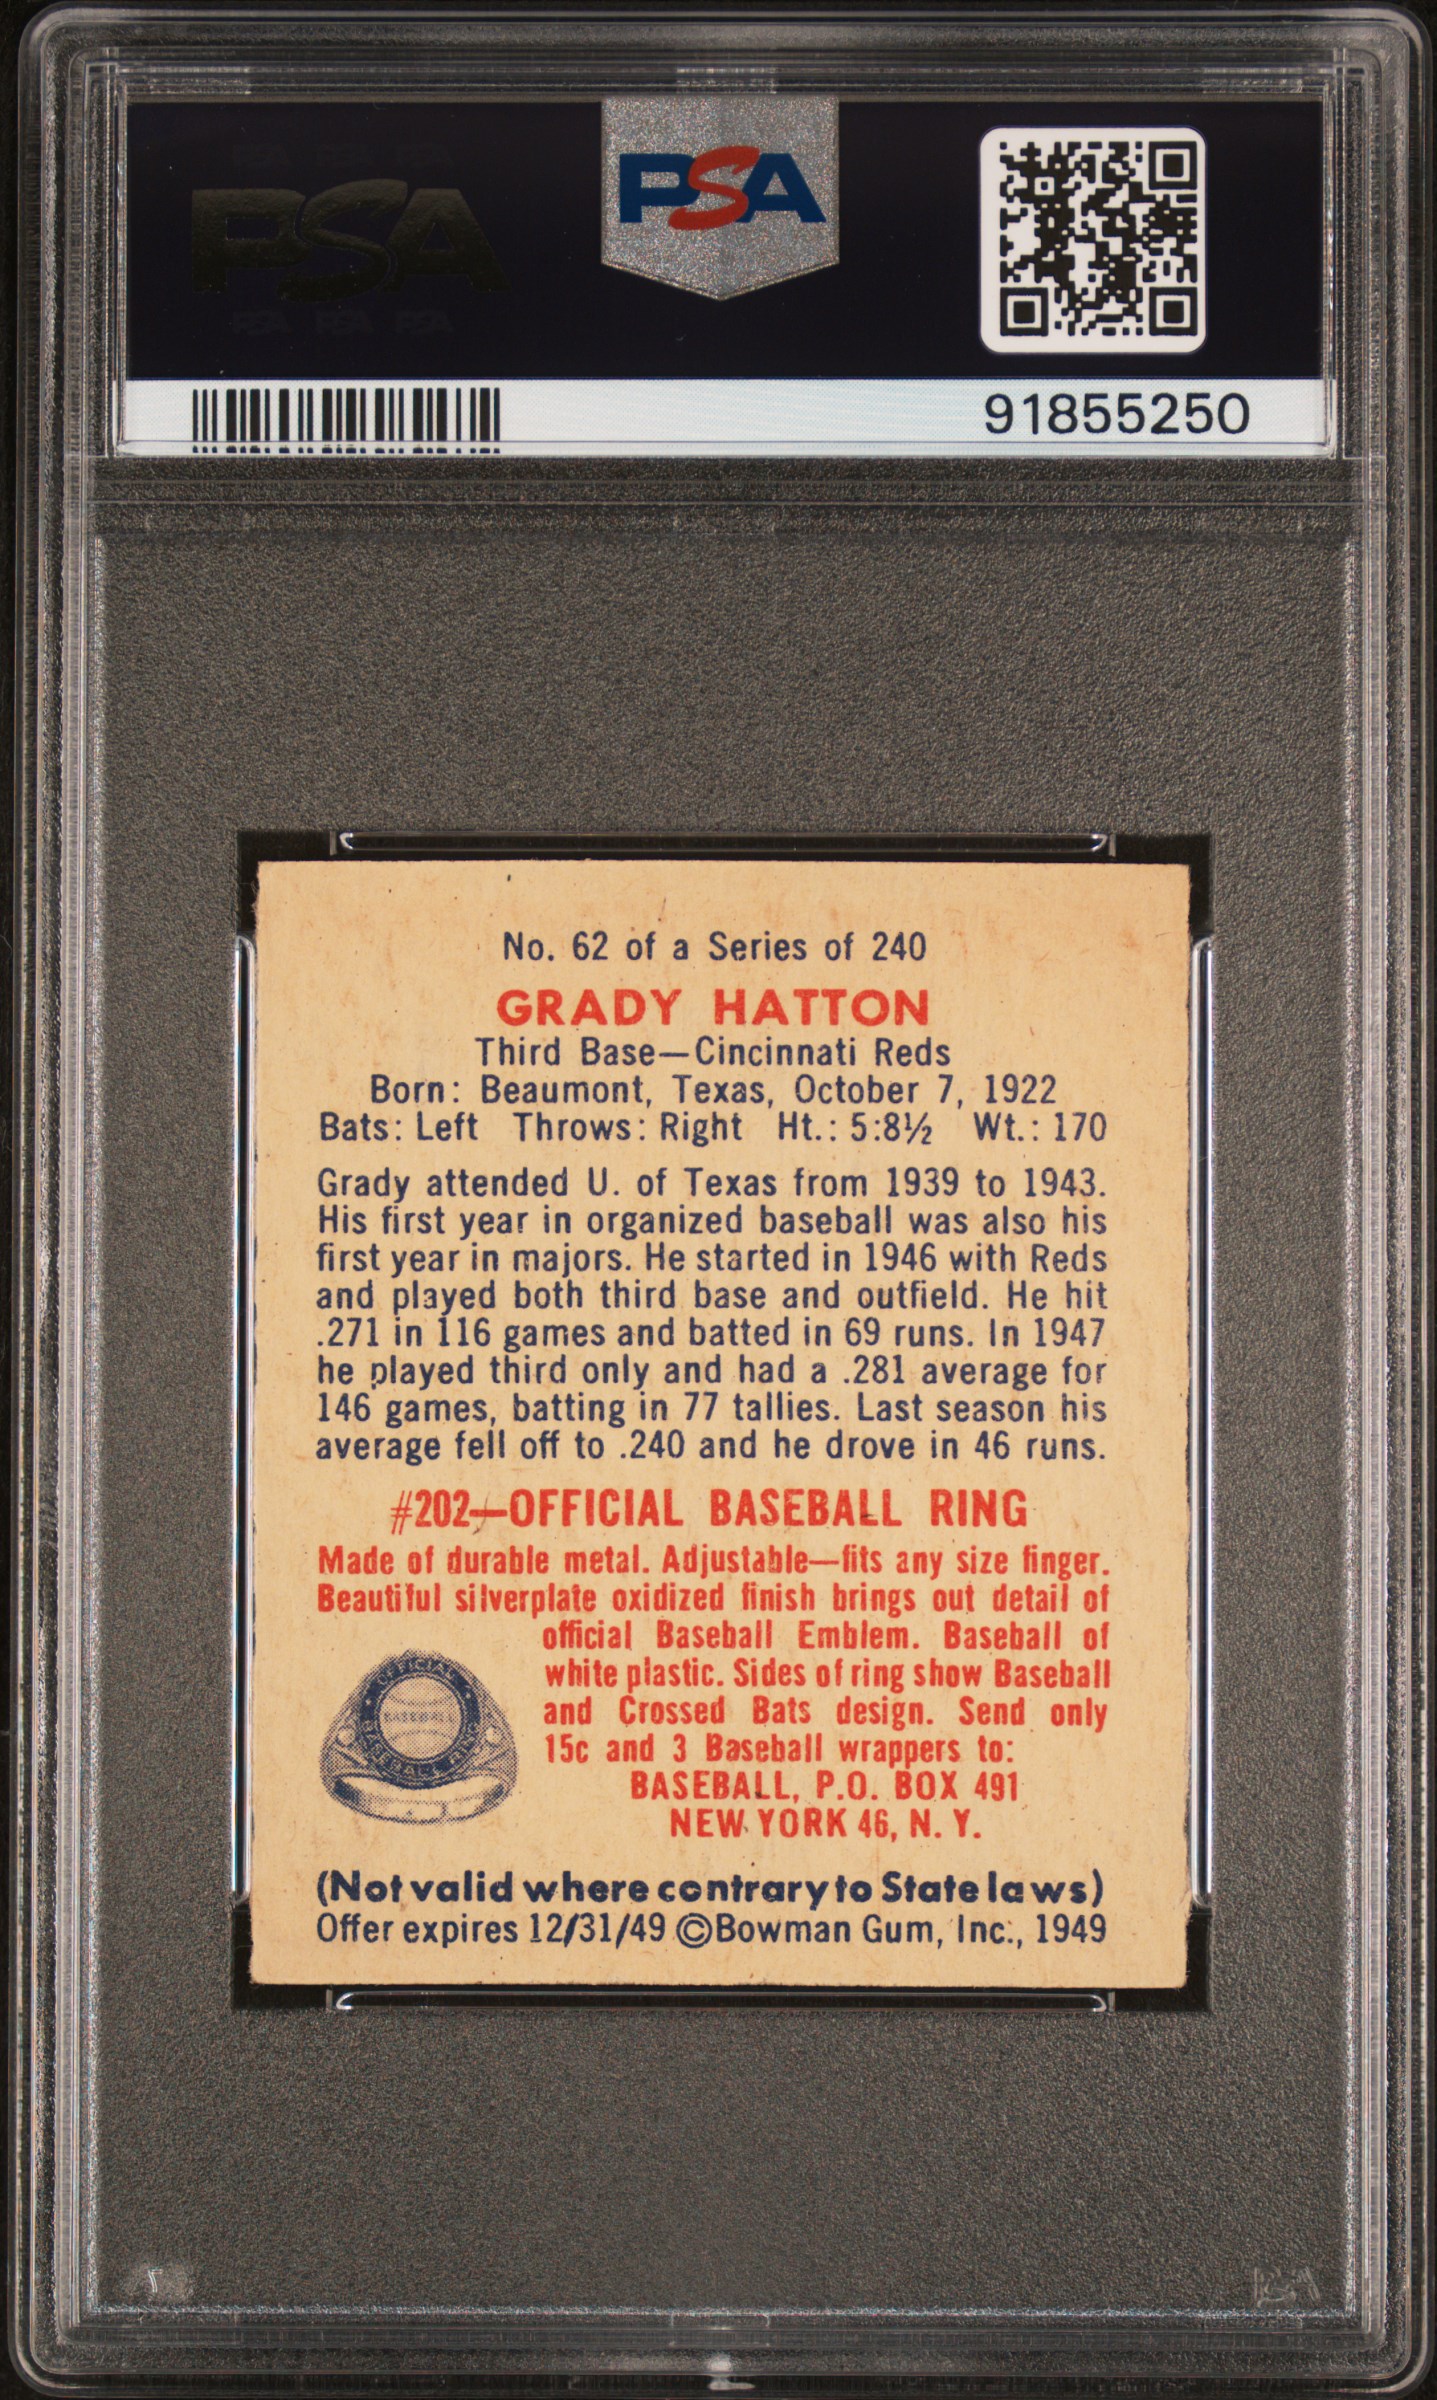 PSA
PSA
91855250
No. 62 of a Series of 240
GRADY HATTON
Third Base—Cincinnati Reds
Born: Beaumont, Texas, October 7, 1922
Bats: Left Throws: Right Ht.: 5:8½ Wt.: 170
Grady attended U. of Texas from 1939 to 1943.
His first year in organized baseball was also his
first year in majors. He started in 1946 with Reds
and played both third base and outfield. He hit
.271 in 116 games and batted in 69 runs. In 1947
he played third only and had a .281 average for
146 games, batting in 77 tallies. Last season his
average fell off to .240 and he drove in 46 runs.
#202—OFFICIAL BASEBALL RING
Made of durable metal. Adjustable—fits any size finger.
Beautiful silverplate oxidized finish brings out detail of
official Baseball Emblem. Baseball of
white plastic. Sides of ring show Baseball
and Crossed Bats design. Send only
15c and 3 Baseball wrappers to:
BASEBALL, P.O. BOX 491
NEW YORK 46, N. Y.
OFFICIAL
BASEBALL
BASEBALL RING
(Not valid where contrary to State laws)
Offer expires 12/31/49 ©Bowman Gum, Inc., 1949